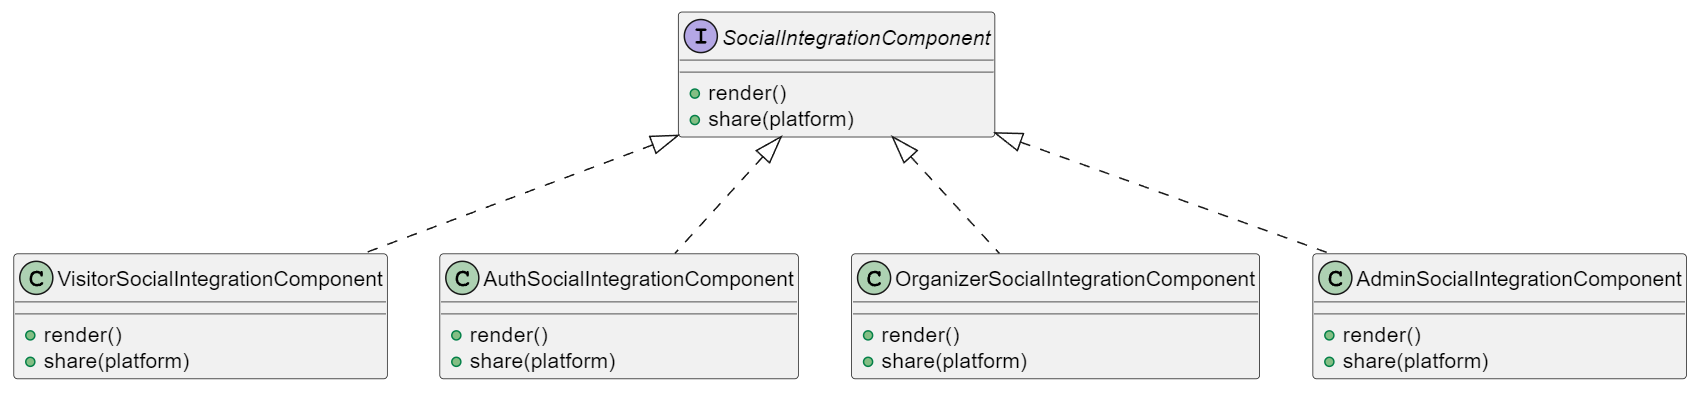 I SocialIntegrationComponent
render()
share(platform)
C VisitorSocialIntegrationComponent
render()
share(platform)
C AuthSocialIntegrationComponent
render()
share(platform)
C OrganizerSocialIntegrationComponent
render()
share(platform)
C AdminSocialIntegrationComponent
render()
share(platform)